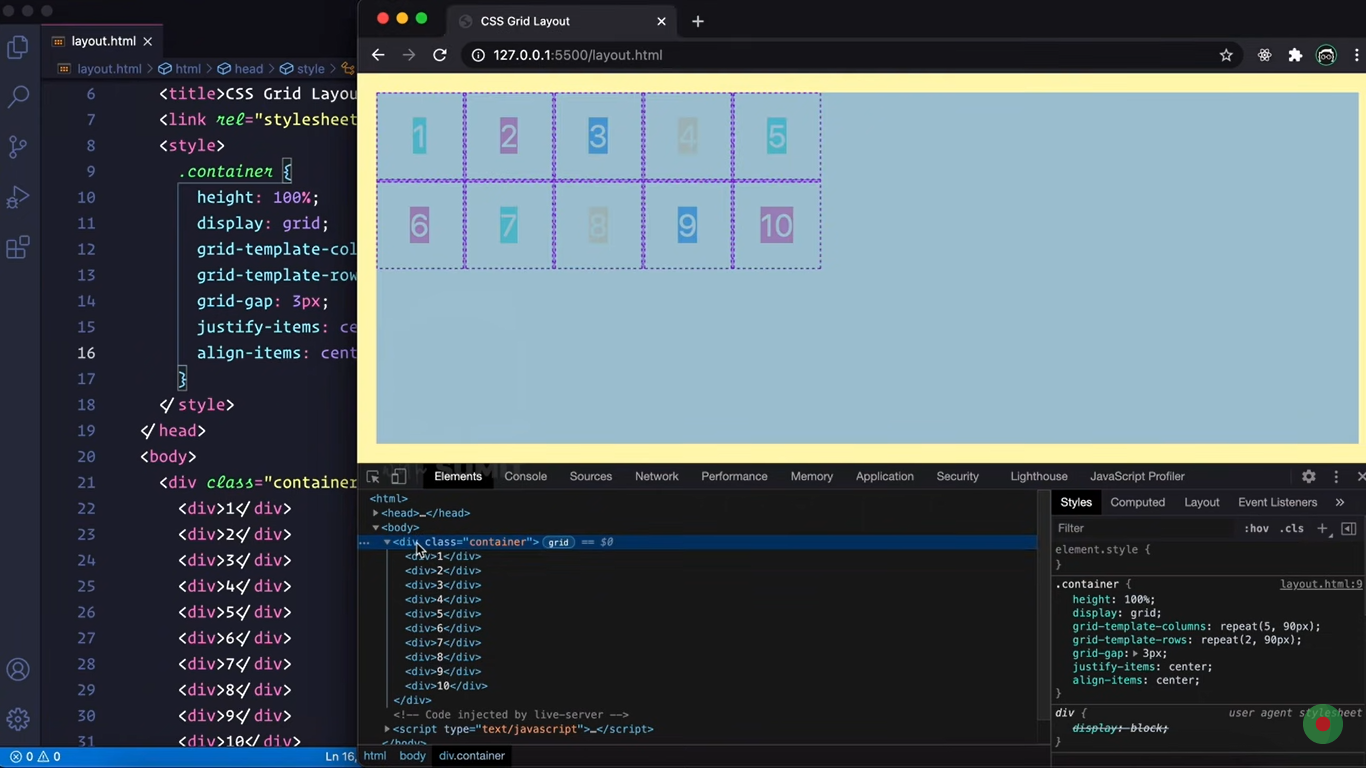 layout.html
layout.html > html > head > style >
6 <title>CSS Grid Layou
7 <link rel="stylesheet
8 <style>
9 .container {
10 height: 100%;
11 display: grid;
12 grid-template-col
13 grid-template-row
14 grid-gap: 3px;
15 justify-items: ce
16 align-items: cent
17 }
18 </style>
19 </head>
20 <body>
21 <div class="container
22 <div>1</div>
23 <div>2</div>
24 <div>3</div>
25 <div>4</div>
26 <div>5</div>
27 <div>6</div>
28 <div>7</div>
29 <div>8</div>
30 <div>9</div>
31 <div>10</div>
0 0 Ln 16,
CSS Grid Layout
127.0.0.1:5500/layout.html
1 2 3 4 5
6 7 8 9 10
Elements Console Sources Network Performance Memory Application Security Lighthouse JavaScript Profiler
<html>
<head>…</head>
<body>
<div class="container"> grid == $0
<div>1</div>
<div>2</div>
<div>3</div>
<div>4</div>
<div>5</div>
<div>6</div>
<div>7</div>
<div>8</div>
<div>9</div>
<div>10</div>
</div>
<!-- Code injected by live-server -->
<script type="text/javascript">…</script>
</body>
html body div.container
Styles Computed Layout Event Listeners »
Filter :hov .cls +
element.style {
}
.container { layout.html:9
height: 100%;
display: grid;
grid-template-columns: repeat(5, 90px);
grid-template-rows: repeat(2, 90px);
grid-gap: 3px;
justify-items: center;
align-items: center;
}
div { user agent stylesheet
display: block;
}